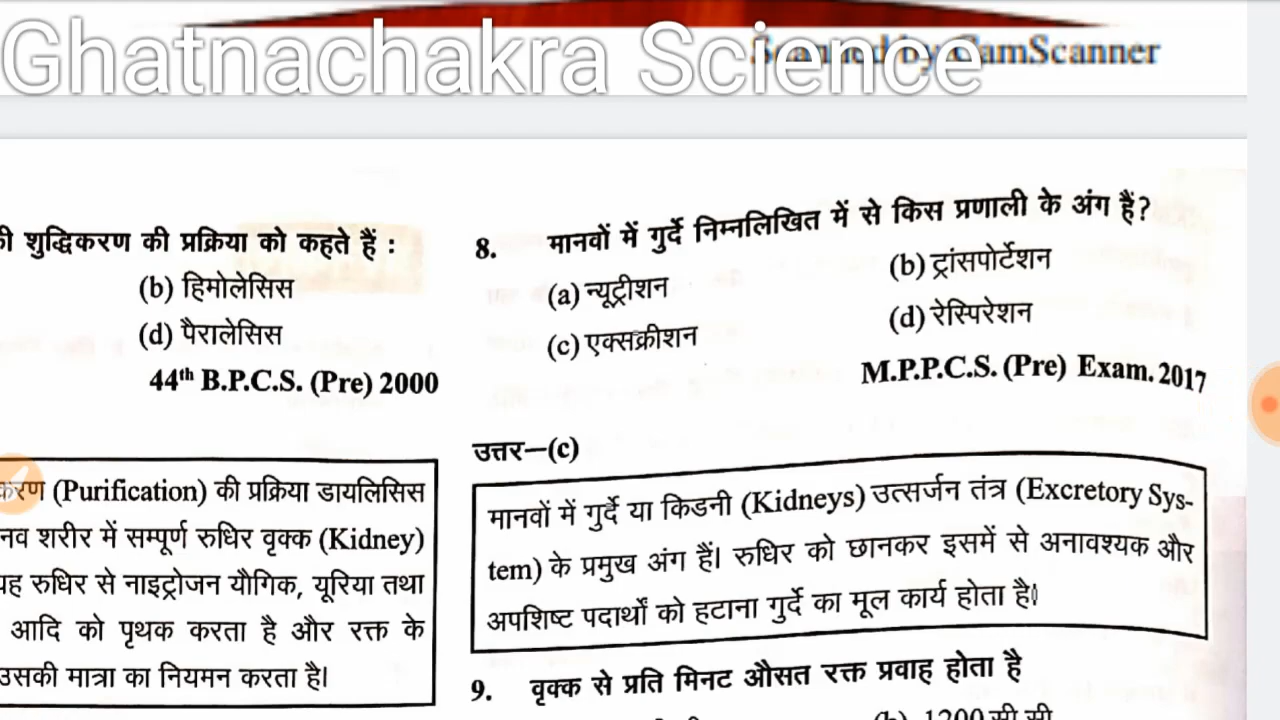 Ghatnachakra Science
Scanned by CamScanner
की शुद्धिकरण की प्रक्रिया को कहते हैं :
(b) हिमोलेसिस
(d) पैरालेसिस
44th B.P.C.S. (Pre) 2000
करण (Purification) की प्रक्रिया डायलिसिस
नव शरीर में सम्पूर्ण रुधिर वृक्क (Kidney)
यह रुधिर से नाइट्रोजन यौगिक, यूरिया तथा
आदि को पृथक करता है और रक्त के
उसकी मात्रा का नियमन करता है।
8. मानवों में गुर्दे निम्नलिखित में से किस प्रणाली के अंग हैं?
(a) न्यूट्रीशन (b) ट्रांसपोर्टेशन
(c) एक्सक्रीशन (d) रेस्पिरेशन
M.P.P.C.S. (Pre) Exam. 2017
उत्तर—(c)
मानवों में गुर्दे या किडनी (Kidneys) उत्सर्जन तंत्र (Excretory Sys-
tem) के प्रमुख अंग हैं। रुधिर को छानकर इसमें से अनावश्यक और
अपशिष्ट पदार्थों को हटाना गुर्दे का मूल कार्य होता है।
9. वृक्क से प्रति मिनट औसत रक्त प्रवाह होता है
(b) 1200 सी.सी.